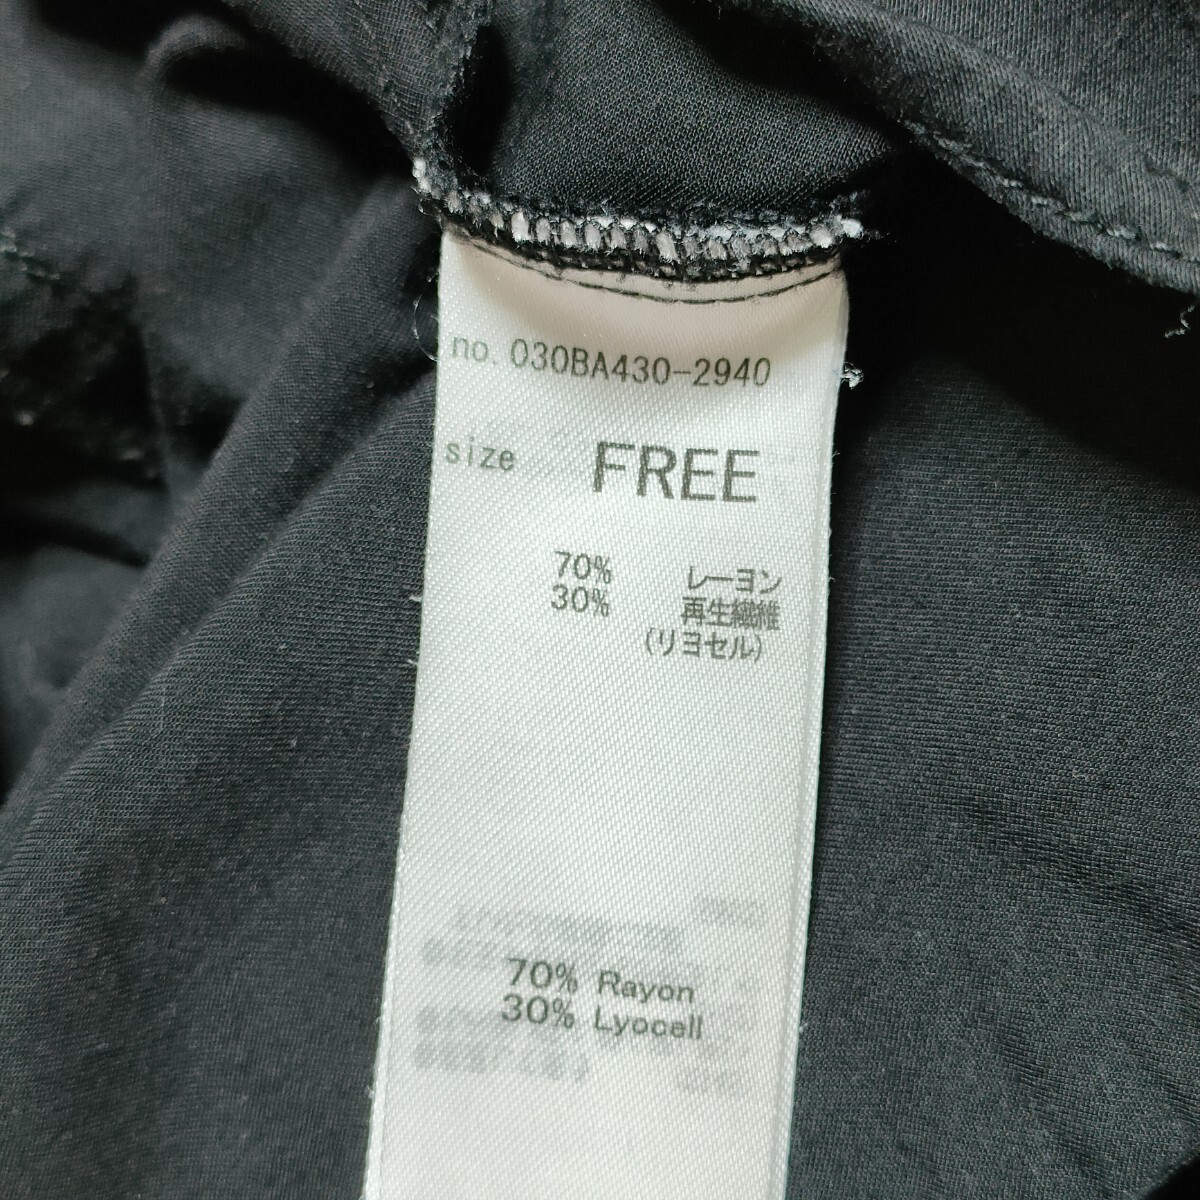 no. 030BA430-2940
size FREE
70% レーヨン
30% 再生繊維
(リヨセル)
70% Rayon
30% Lyocell